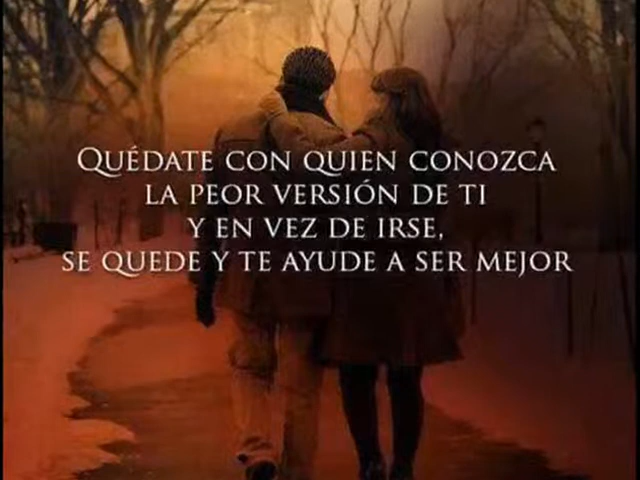 QUÉDATE CON QUIEN CONOZCA
LA PEOR VERSIÓN DE TI
Y EN VEZ DE IRSE,
SE QUEDE Y TE AYUDE A SER MEJOR